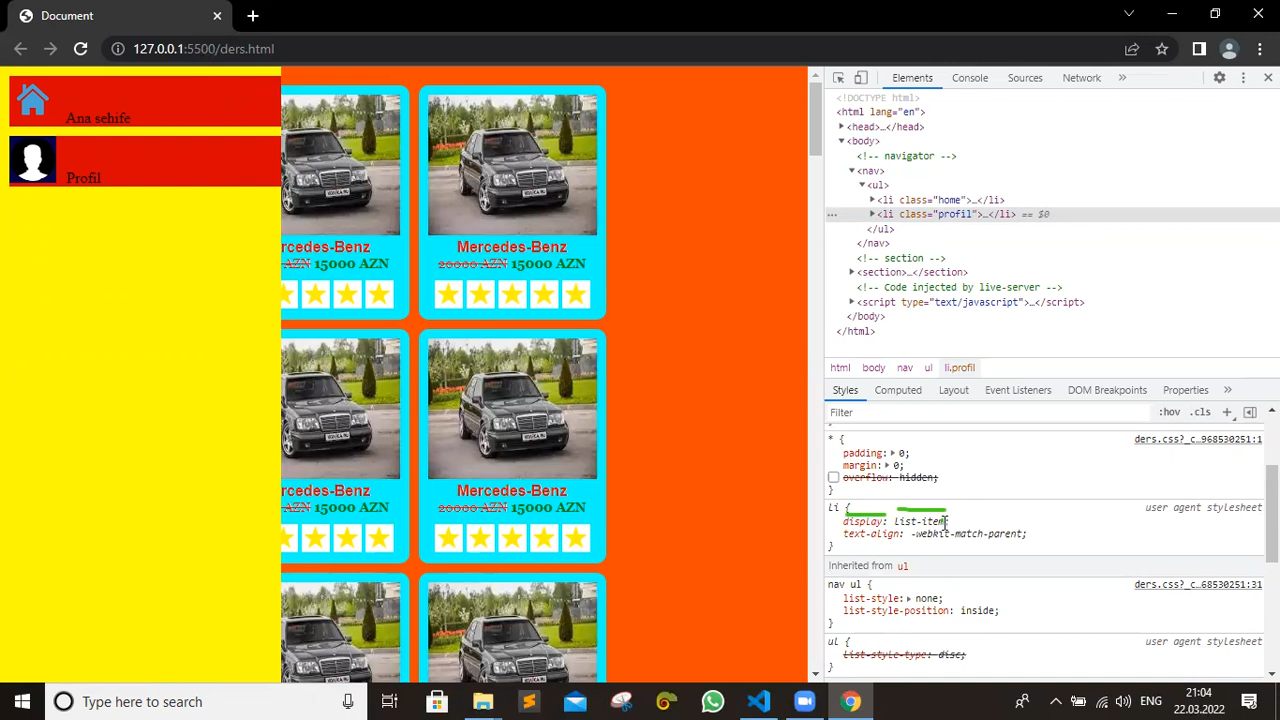 Document
127.0.0.1:5500/ders.html
Ana sehife
Profil
rcedes-Benz
AZN 15000 AZN
Mercedes-Benz
20000 AZN 15000 AZN
rcedes-Benz
AZN 15000 AZN
Mercedes-Benz
20000 AZN 15000 AZN
Elements Console Sources Network
<!DOCTYPE html>
<html lang="en">
<head>…</head>
<body>
<!-- navigator -->
<nav>
<ul>
<li class="home">…</li>
<li class="profil">…</li> == $0
</ul>
</nav>
<!-- section -->
<section>…</section>
<!-- Code injected by live-server -->
<script type="text/javascript">…</script>
</body>
</html>
html body nav ul li.profil
Styles Computed Layout Event Listeners DOM Breakpoints Properties
Filter :hov .cls
* { ders.css?_c…968530251:1
padding: 0;
margin: 0;
overflow: hidden;
}
li { user agent stylesheet
display: list-item;
text-align: -webkit-match-parent;
}
Inherited from ul
nav ul { ders.css?_c…68530251:31
list-style: none;
list-style-position: inside;
}
ul { user agent stylesheet
list-style-type: disc;
}
Type here to search
ENG
21:04
22.03.2022